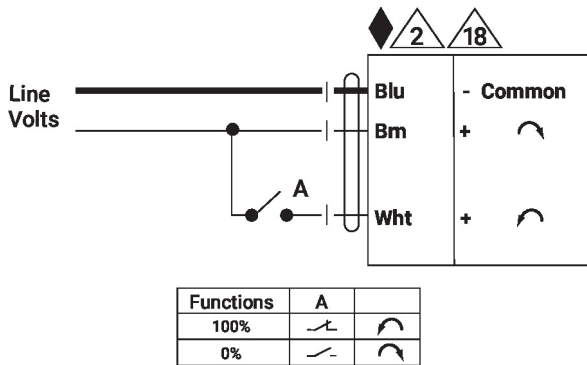 2 18
Line Volts
Blu - Common
Brn +
A
Wht +
Functions A
100%
0%